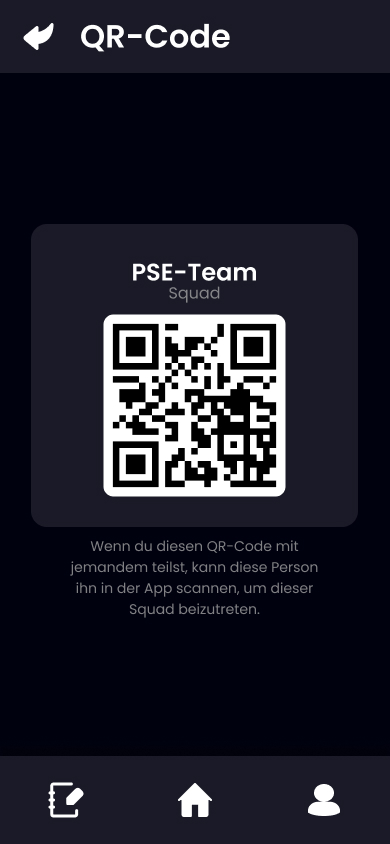 QR-Code
PSE-Team
Squad
Wenn du diesen QR-Code mit
jemandem teilst, kann diese Person
ihn in der App scannen, um dieser
Squad beizutreten.